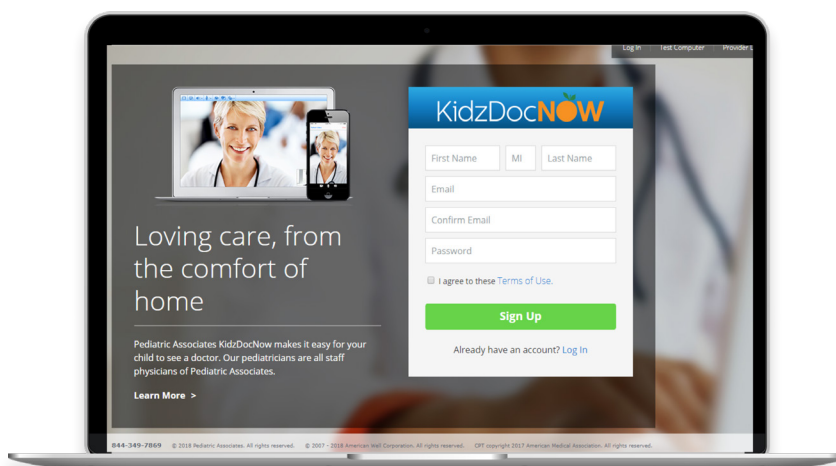 Log In Test Computer Provider
KidzDocNOW
First Name MI Last Name
Email
Confirm Email
Password
I agree to these Terms of Use.
Sign Up
Already have an account? Log In
Loving care, from
the comfort of
home
Pediatric Associates KidzDocNow makes it easy for your
child to see a doctor. Our pediatricians are all staff
physicians of Pediatric Associates.
Learn More >
844-349-7869 © 2016 Pediatric Associates. All rights reserved. © 2007 - 2016 American Well Corporation. All rights reserved. CPT copyright 2017 American Medical Association. All rights reserved.